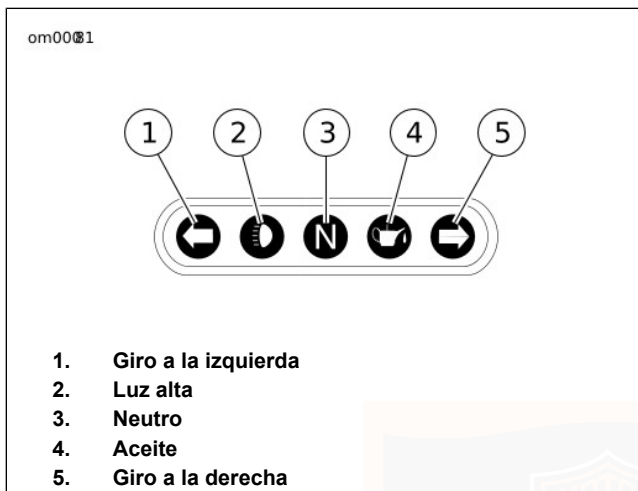 om00081
1 2 3 4 5
N
1. Giro a la izquierda
2. Luz alta
3. Neutro
4. Aceite
5. Giro a la derecha